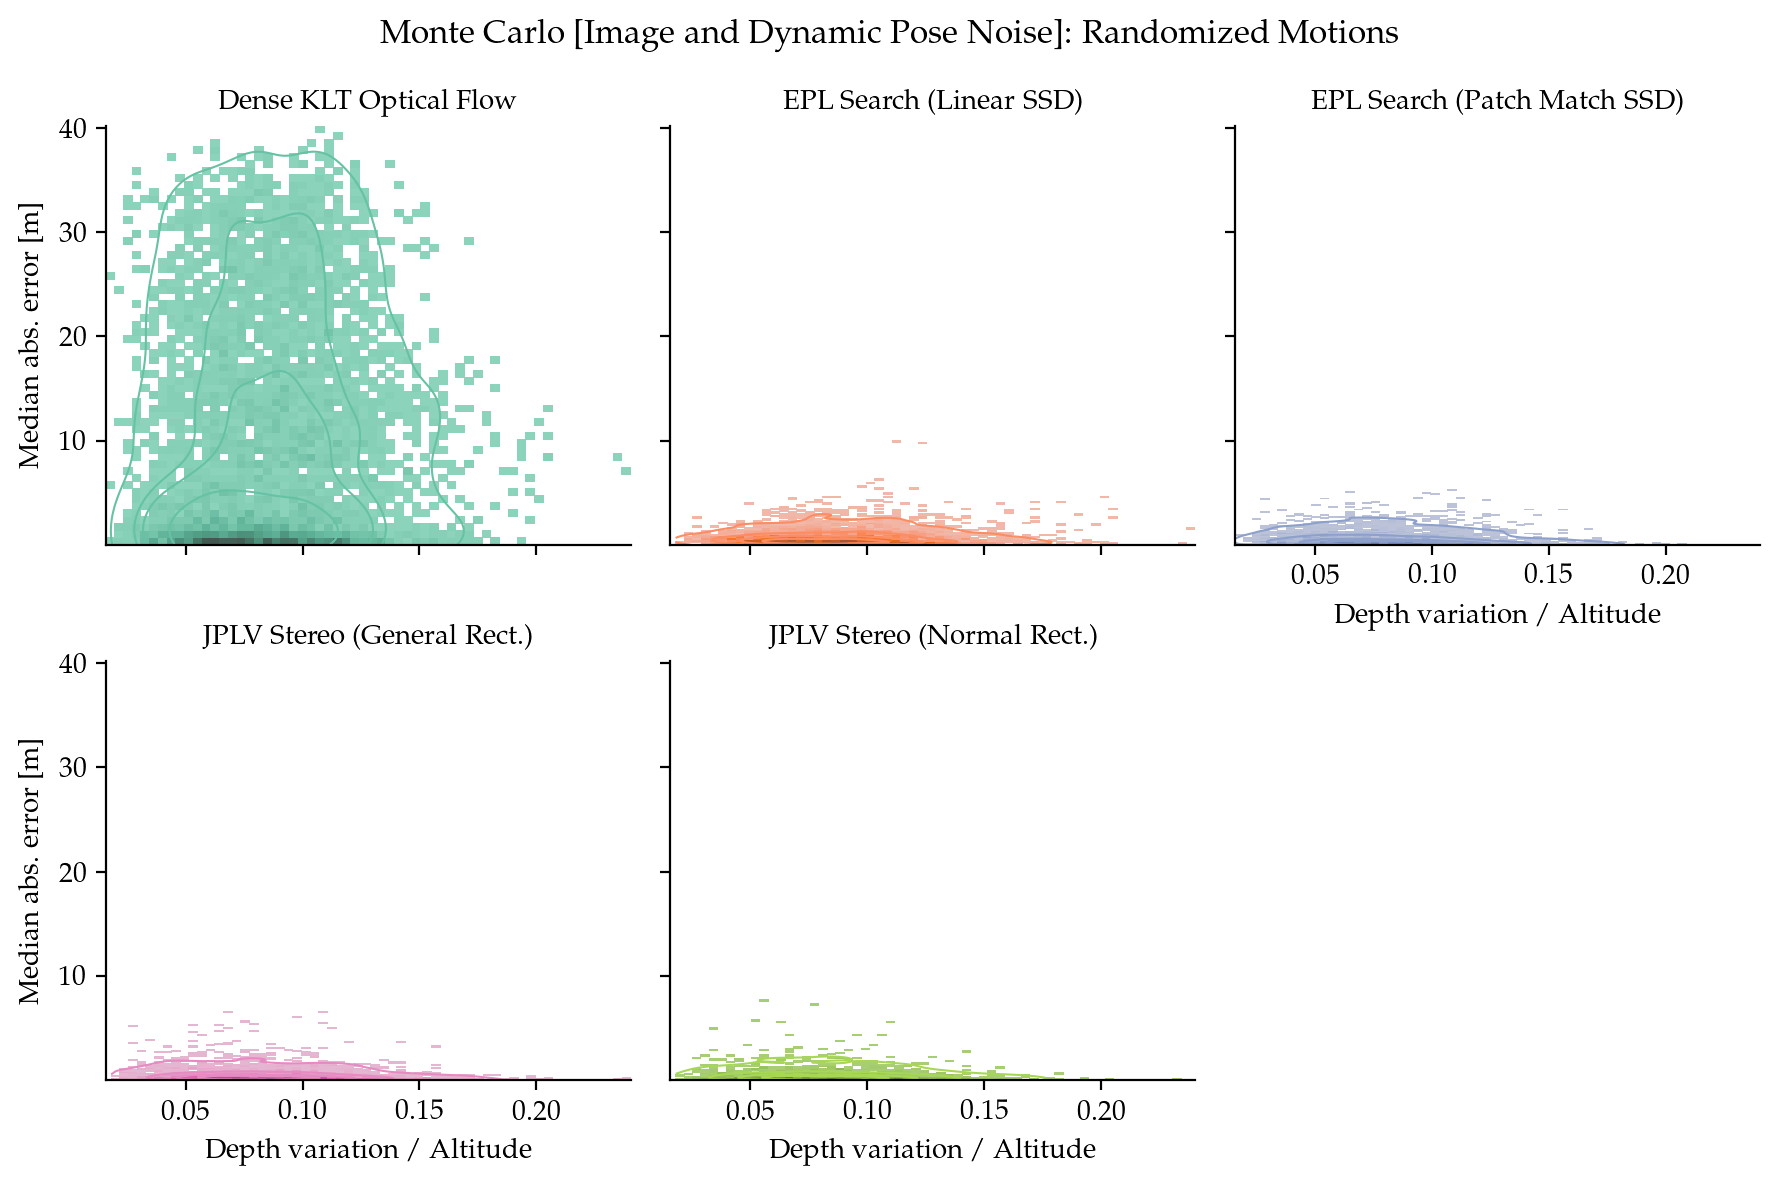 Monte Carlo [Image and Dynamic Pose Noise]: Randomized Motions
Dense KLT Optical Flow
EPL Search (Linear SSD)
EPL Search (Patch Match SSD)
40
30
20
10
Median abs. error [m]
0.05 0.10 0.15 0.20
Depth variation / Altitude
JPLV Stereo (General Rect.)
JPLV Stereo (Normal Rect.)
40
30
20
10
Median abs. error [m]
0.05 0.10 0.15 0.20
Depth variation / Altitude
0.05 0.10 0.15 0.20
Depth variation / Altitude